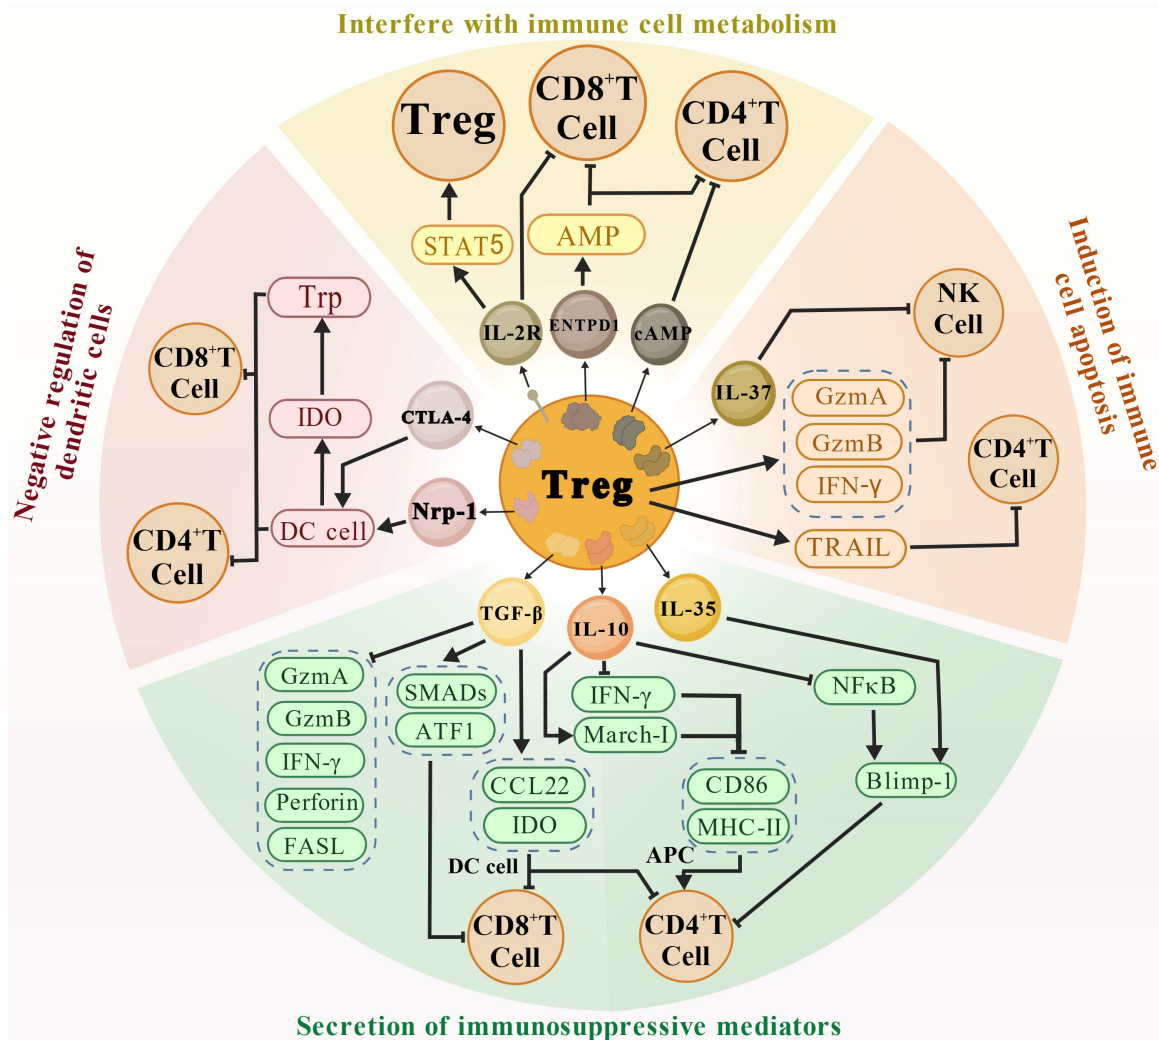 Interfere with immune cell metabolism
Treg
CD8⁺T
Cell
CD4⁺T
Cell
STAT5
AMP
IL-2R
ENTPD1
cAMP
Negative regulation of
dendritic cells
Trp
CD8⁺T
Cell
IDO
CTLA-4
Nrp-1
DC cell
CD4⁺T
Cell
Treg
Induction of immune
cell apoptosis
NK
Cell
IL-37
GzmA
GzmB
IFN-γ
CD4⁺T
Cell
TRAIL
TGF-β
IL-10
IL-35
GzmA
GzmB
IFN-γ
Perforin
FASL
SMADs
ATF1
CCL22
IDO
DC cell
IFN-γ
March-I
CD86
MHC-II
APC
NFκB
Blimp-1
CD8⁺T
Cell
CD4⁺T
Cell
Secretion of immunosuppressive mediators